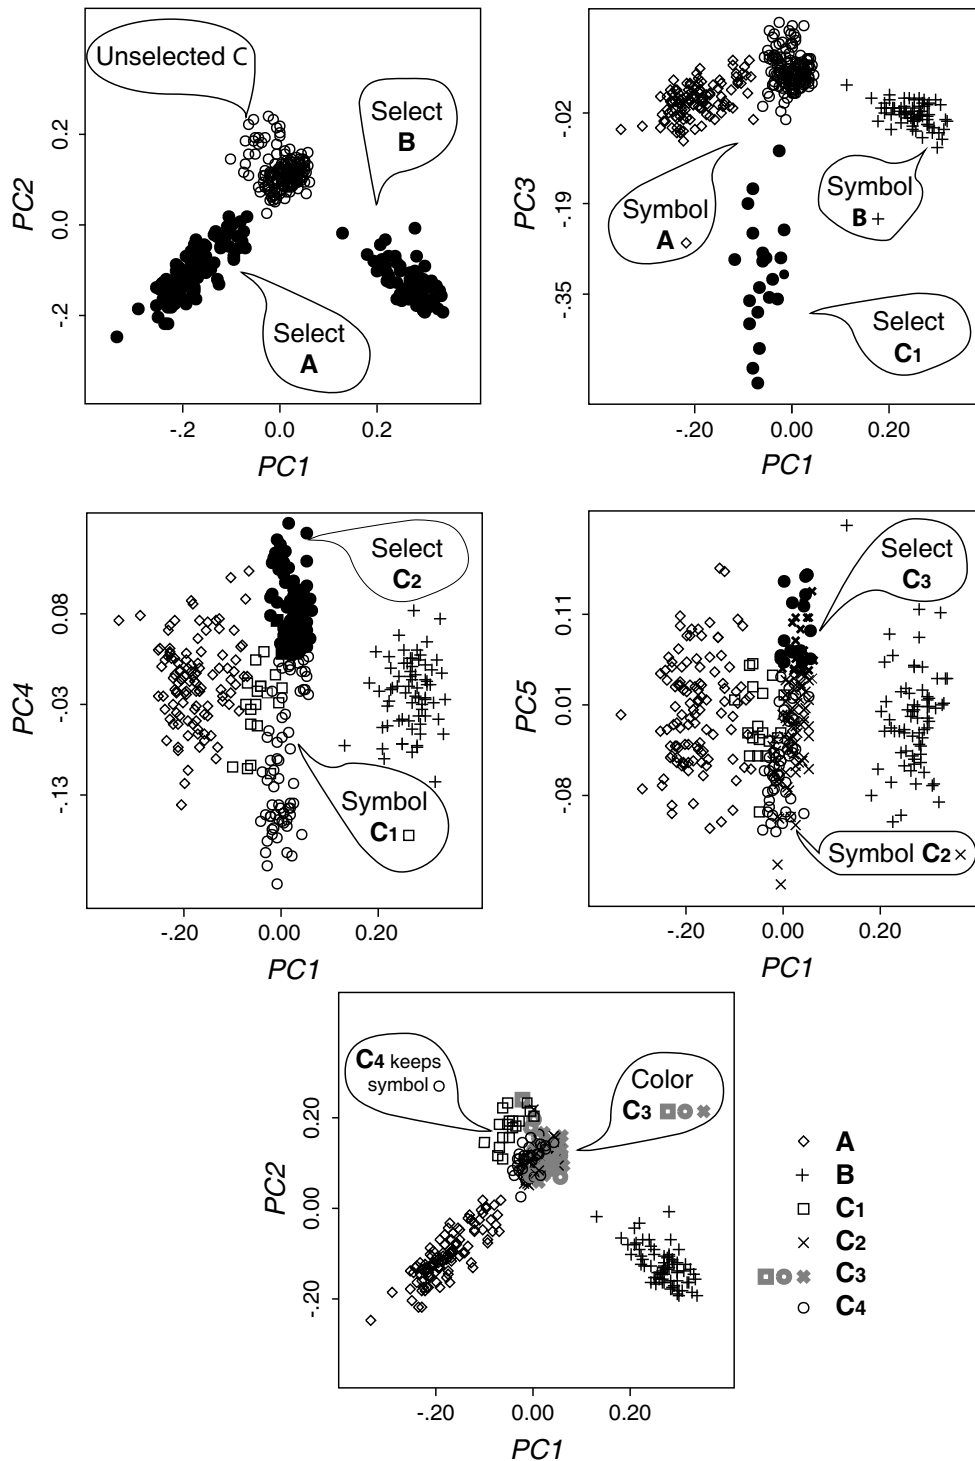 Unselected C
Select
B
Select
A
0.2
0.0
-.2
PC2
-.2
0.0
0.2
PC1
Symbol
A ◇
Symbol
B +
Select
C1
-.02
-.19
-.35
PC3
-.20
0.00
0.20
PC1
Select
C2
Symbol
C1 □
0.08
-.03
-.13
PC4
-.20
0.00
0.20
PC1
Select
C3
Symbol C2 ×
0.11
0.01
-.08
PC5
-.20
0.00
0.20
PC1
C4 keeps
symbol ○
Color
C3
0.20
0.00
-.20
PC2
-.20
0.00
0.20
PC1
A
B
C1
C2
C3
C4